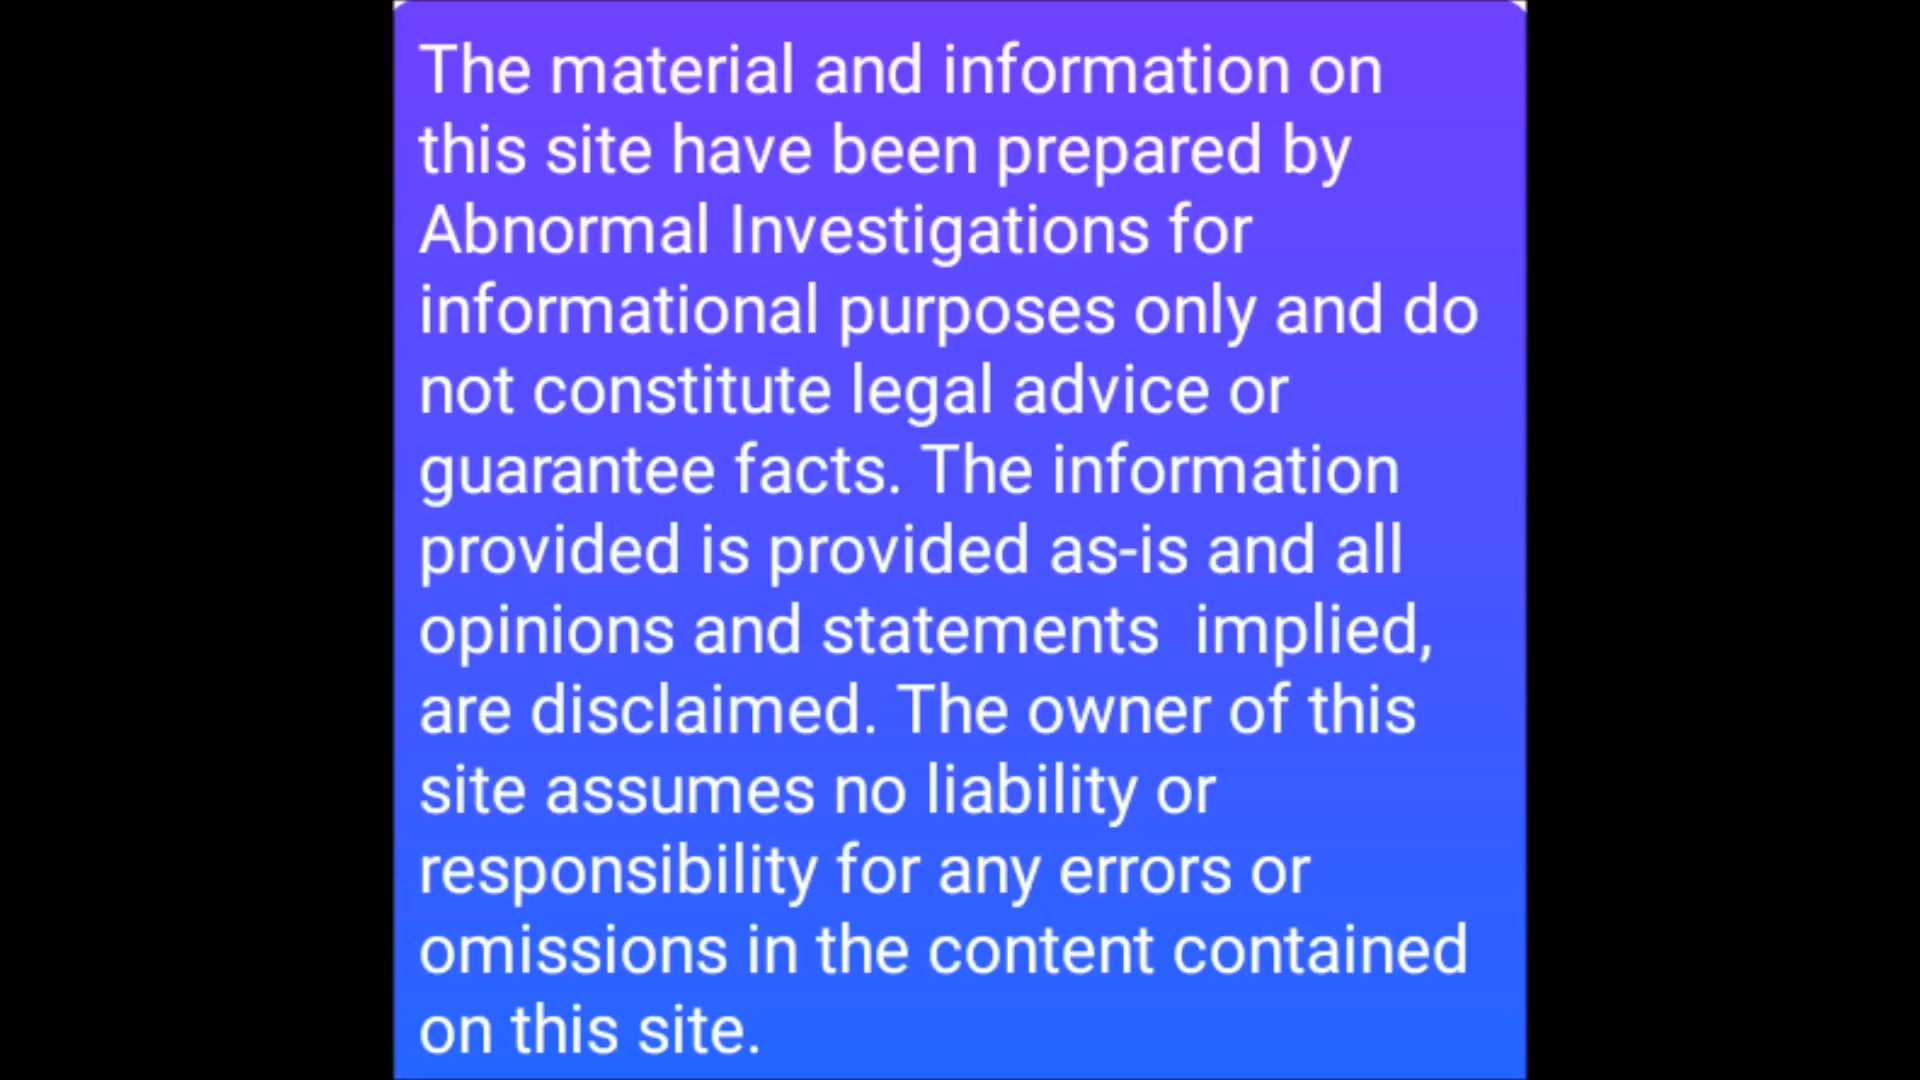 The material and information on
this site have been prepared by
Abnormal Investigations for
informational purposes only and do
not constitute legal advice or
guarantee facts. The information
provided is provided as-is and all
opinions and statements  implied,
are disclaimed. The owner of this
site assumes no liability or
responsibility for any errors or
omissions in the content contained
on this site.